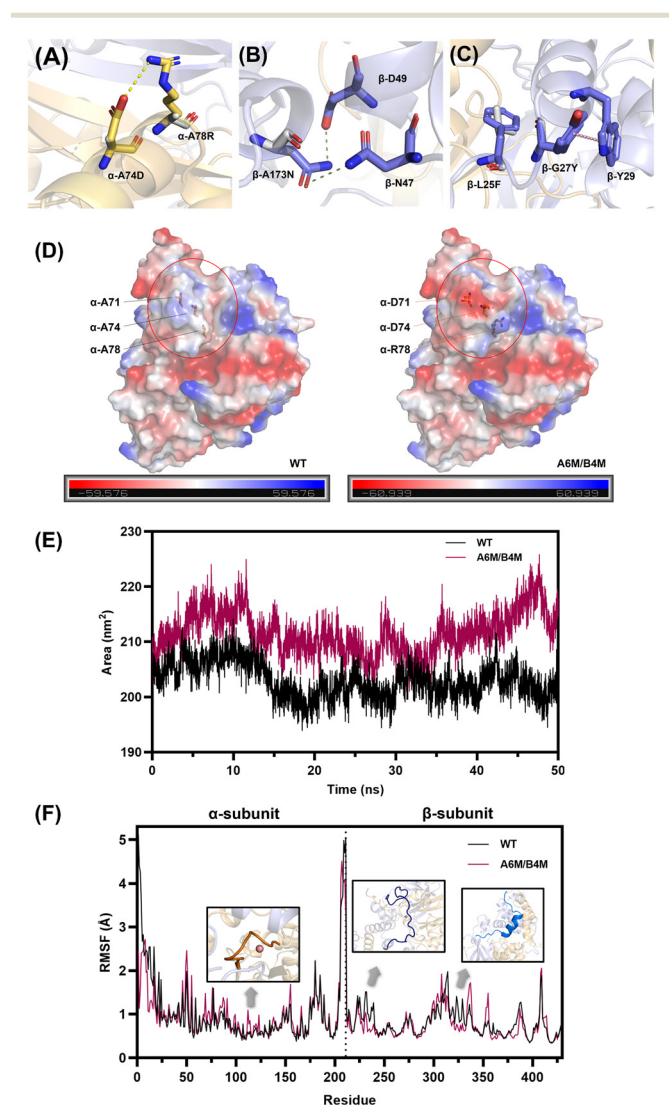 (A)
α-A78R
α-A74D
(B)
β-D49
β-A173N
β-N47
(C)
β-L25F
β-G27Y
β-Y29
(D)
α-A71
α-A74
α-A78
WT
-59.576
59.576
α-D71
α-D74
α-R78
A6M/B4M
-60.939
60.939
(E)
WT
A6M/B4M
Area (nm²)
230
220
210
200
190
0
10
20
30
40
50
Time (ns)
(F)
α-subunit
β-subunit
WT
A6M/B4M
RMSF (Å)
5
4
3
2
1
0
0
50
100
150
200
250
300
350
400
Residue